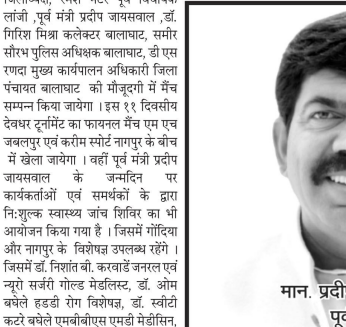 लांजी ,पूर्व मंत्री प्रदीप जायसवाल ,डॉ.
गिरिश मिश्रा कलेक्टर बालाघाट, समीर
सौरभ पुलिस अधिक्षक बालाघाट, डी एस
रणदा मुख्य कार्यपालन अधिकारी जिला
पंचायत बालाघाट की मौजूदगी में मैंच
सम्पन्न किया जायेगा । इस ११ दिवसीय
देवधर टूर्नामेंट का फायनल मैंच एम एच
जबलपुर एवं करीम स्पोर्ट नागपुर के बीच
में खेला जायेगा । वहीं पूर्व मंत्री प्रदीप
जायसवाल के जन्मदिन पर
कार्यकर्ताओं एवं समर्थकों के द्वारा
नि:शुल्क स्वास्थ्य जांच शिविर का भी
आयोजन किया गया है । जिसमें गोंदिया
और नागपुर के विशेषज्ञ उपलब्ध रहेंगे ।
जिसमें डॉ. निशांत बी. करवाडें जनरल एवं
न्यूरो सर्जरी गोल्ड मेडलिस्ट, डॉ. ओम
बघेले हडडी रोग विशेषज्ञ, डॉ. स्वीटी
कटरे बघेले एमबीबीएस एमडी मेडीसिन,
मान. प्रदी
पूर्व